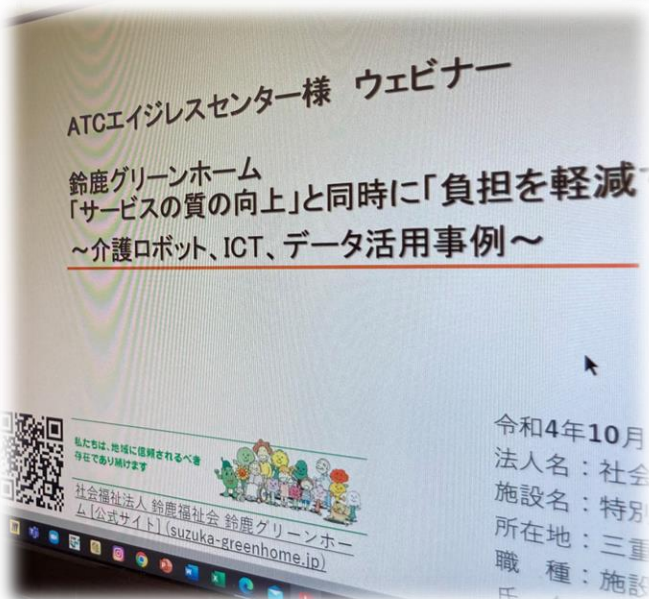 ATCエイジレスセンター様 ウェビナー
鈴鹿グリーンホーム
「サービスの質の向上」と同時に「負担を軽減
～介護ロボット、ICT、データ活用事例～
私たちは、地域に信頼されるべき
存在であり続けます
社会福祉法人 鈴鹿福祉会 鈴鹿グリーンホー
ム [公式サイト] (suzuka-greenhome.jp)
令和4年10月
法人名：社会
施設名：特別
所在地：三重
職 種：施設